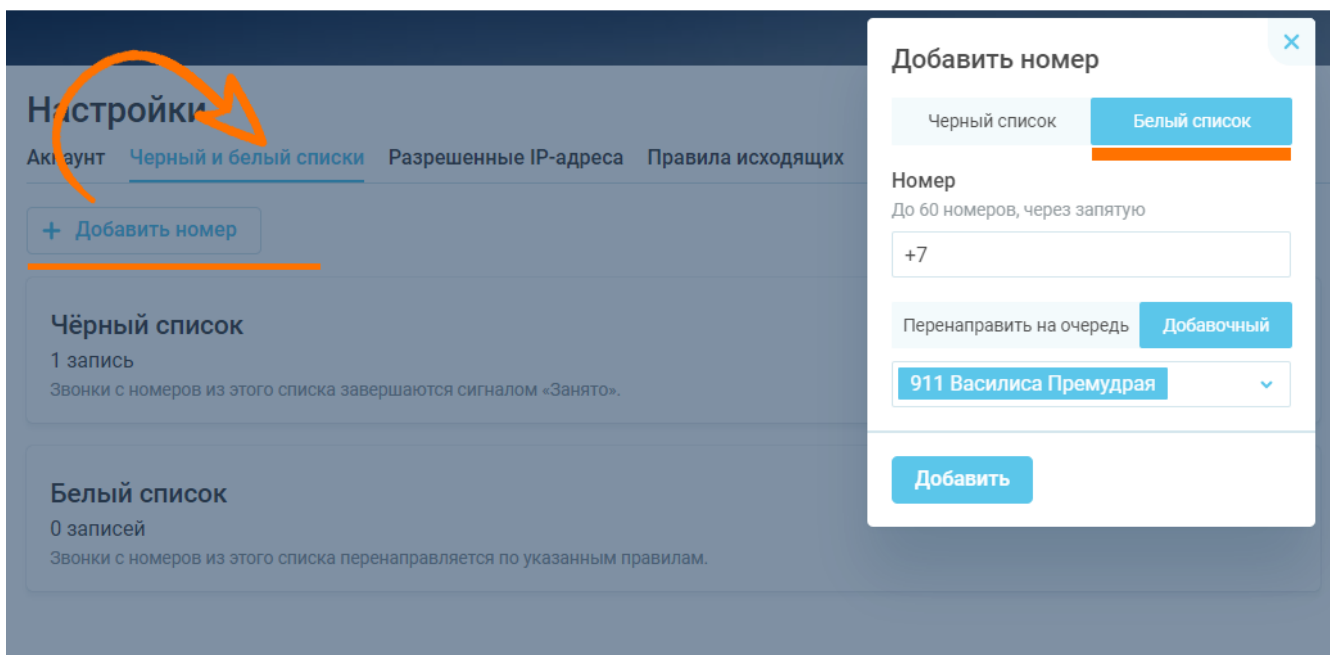 Настройки
Аккаунт Черный и белый списки Разрешенные IP-адреса Правила исходящих
+ Добавить номер
Чёрный список
1 запись
Звонки с номеров из этого списка завершаются сигналом «Занято».
Белый список
0 записей
Звонки с номеров из этого списка перенаправляется по указанным правилам.
Добавить номер
Черный список Белый список
Номер
До 60 номеров, через запятую
+7
Перенаправить на очередь Добавочный
911 Василиса Премудрая
Добавить